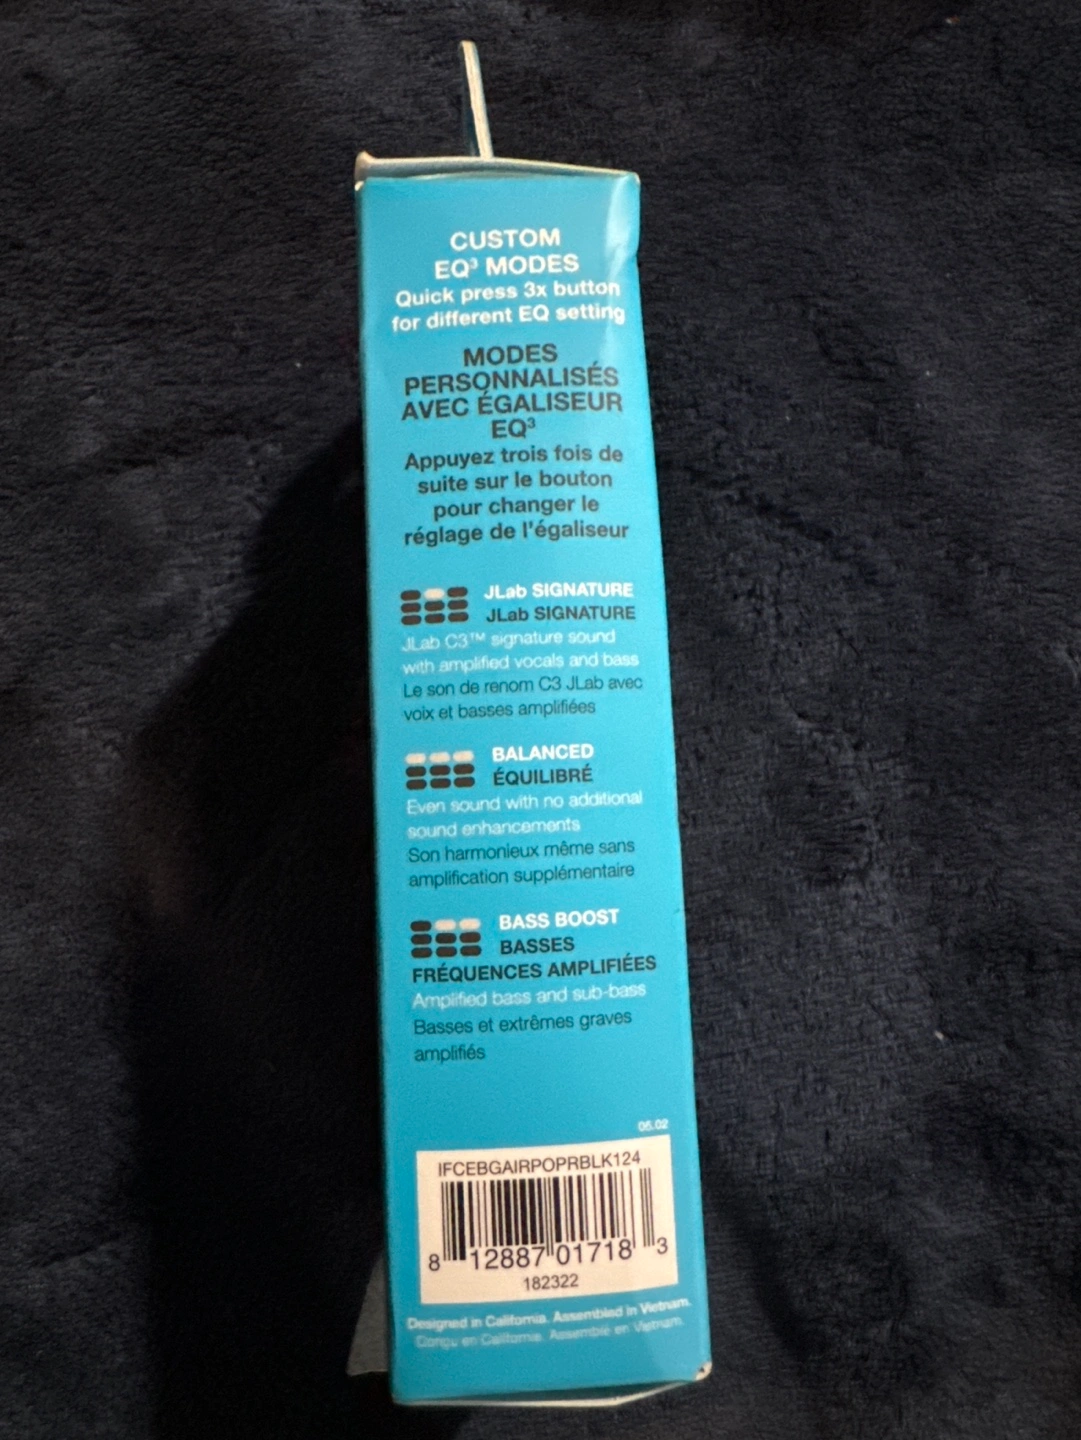 CUSTOM
EQ³ MODES
Quick press 3x button
for different EQ setting
MODES
PERSONNALISÉS
AVEC ÉGALISEUR
EQ³
Appuyez trois fois de
suite sur le bouton
pour changer le
réglage de l'égaliseur
JLab SIGNATURE
JLab SIGNATURE
JLab C3™ signature sound
with amplified vocals and bass
Le son de renom C3 JLab avec
voix et basses amplifiées
BALANCED
ÉQUILIBRÉ
Even sound with no additional
sound enhancements
Son harmonieux même sans
amplification supplémentaire
BASS BOOST
BASSES
FRÉQUENCES AMPLIFIÉES
Amplified bass and sub-bass
Basses et extrêmes graves
amplifiés
05.02
IFCEBGAIRPOPRBLK124
8 12887 01718 3
182322
Designed in California. Assembled in Vietnam.
Conçu en Californie. Assemblé en Vietnam.